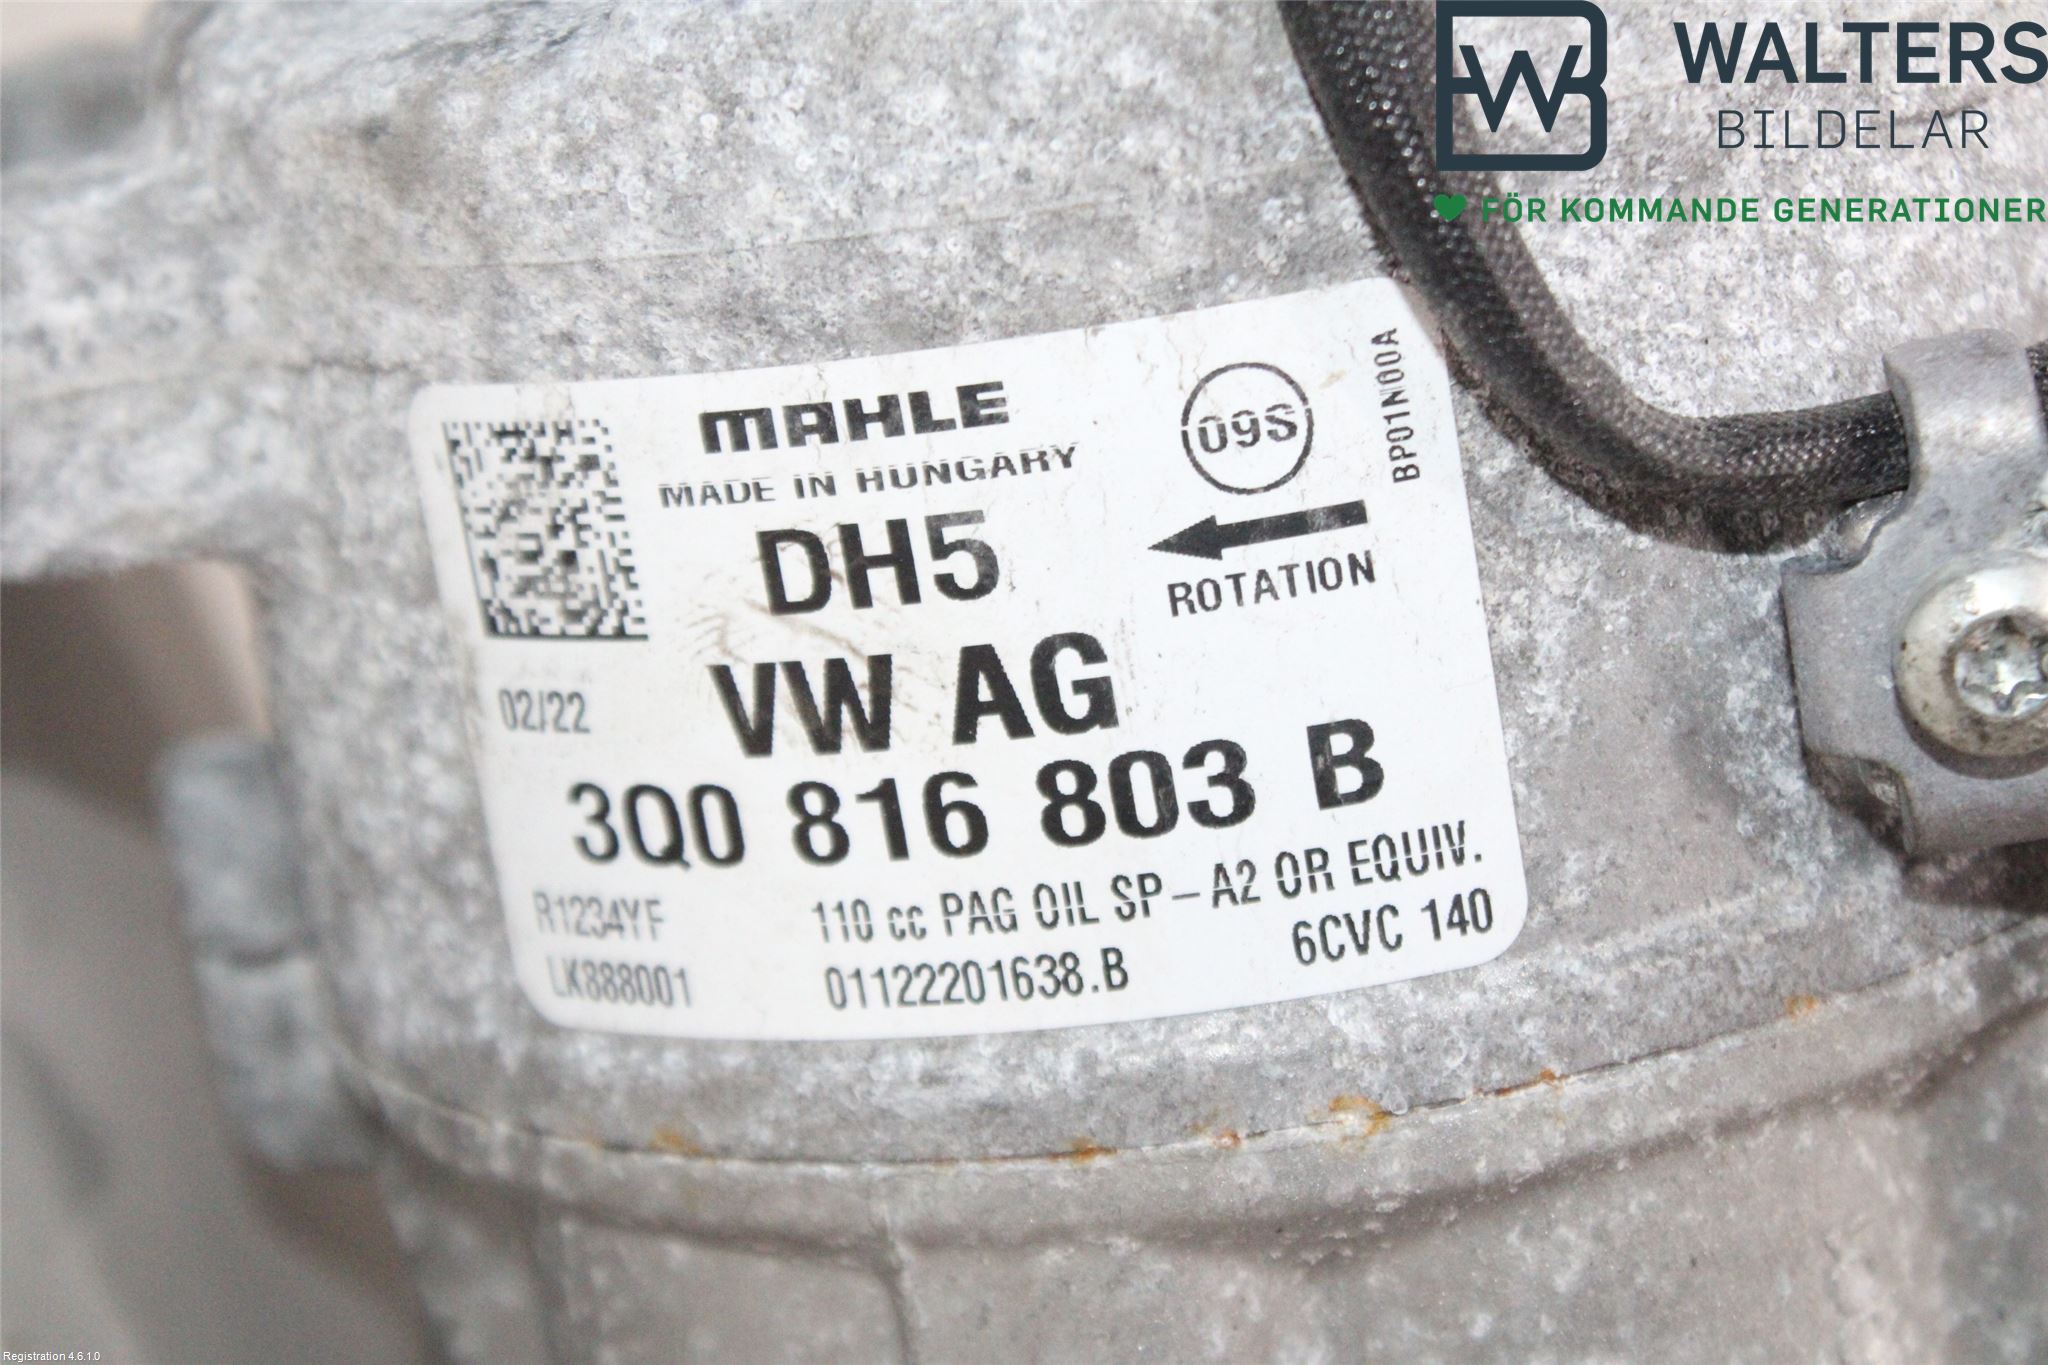 WALTERS
BILDELAR
FÖR KOMMANDE GENERATIONER
MAHLE
MADE IN HUNGARY
09S
BP01N00A
DH5
ROTATION
02/22
VW AG
3Q0 816 803 B
R1234YF
110 cc PAG OIL SP-A2 OR EQUIV.
LK888001
01122201638.B
6CVC 140
Registration 4.6.1.0